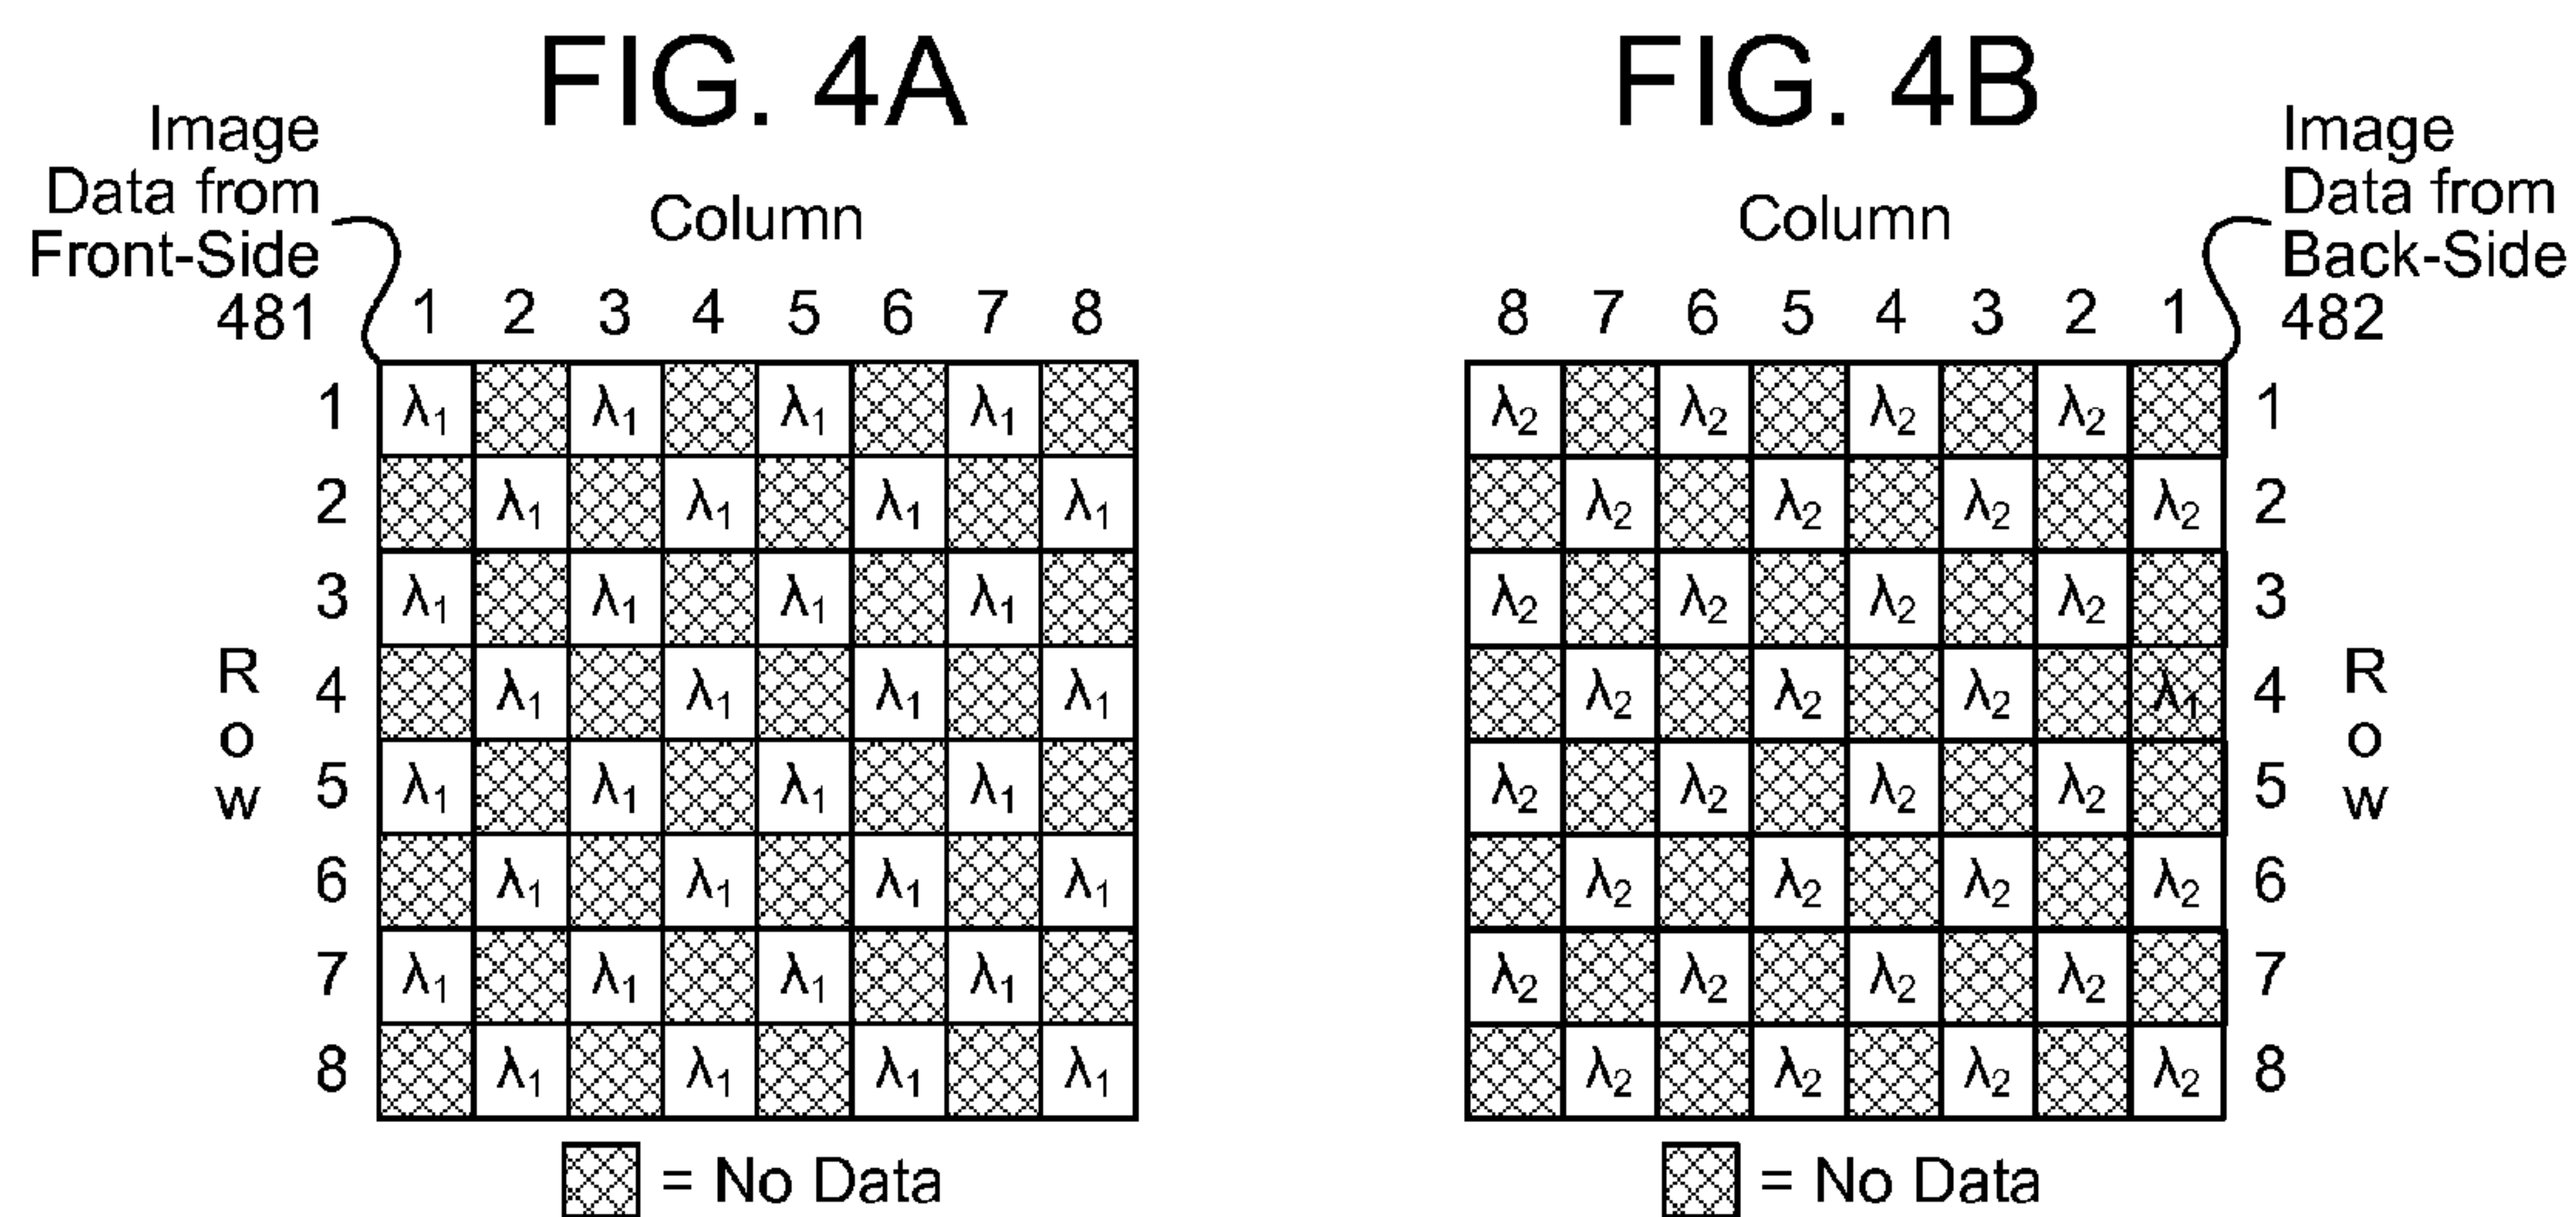 FIG. 4A
Image
Data from
Front-Side
481
Column
1 2 3 4 5 6 7 8
1 λ1 λ1 λ1 λ1
2 λ1 λ1 λ1 λ1
3 λ1 λ1 λ1 λ1
4 λ1 λ1 λ1 λ1
5 λ1 λ1 λ1 λ1
6 λ1 λ1 λ1 λ1
7 λ1 λ1 λ1 λ1
8 λ1 λ1 λ1 λ1
Row
= No Data
FIG. 4B
Image
Data from
Back-Side
482
Column
8 7 6 5 4 3 2 1
λ2 λ2 λ2 λ2 1
λ2 λ2 λ2 λ2 2
λ2 λ2 λ2 λ2 3
λ2 λ2 λ2 λ1 4
λ2 λ2 λ2 λ2 5
λ2 λ2 λ2 λ2 6
λ2 λ2 λ2 λ2 7
λ2 λ2 λ2 λ2 8
Row
= No Data